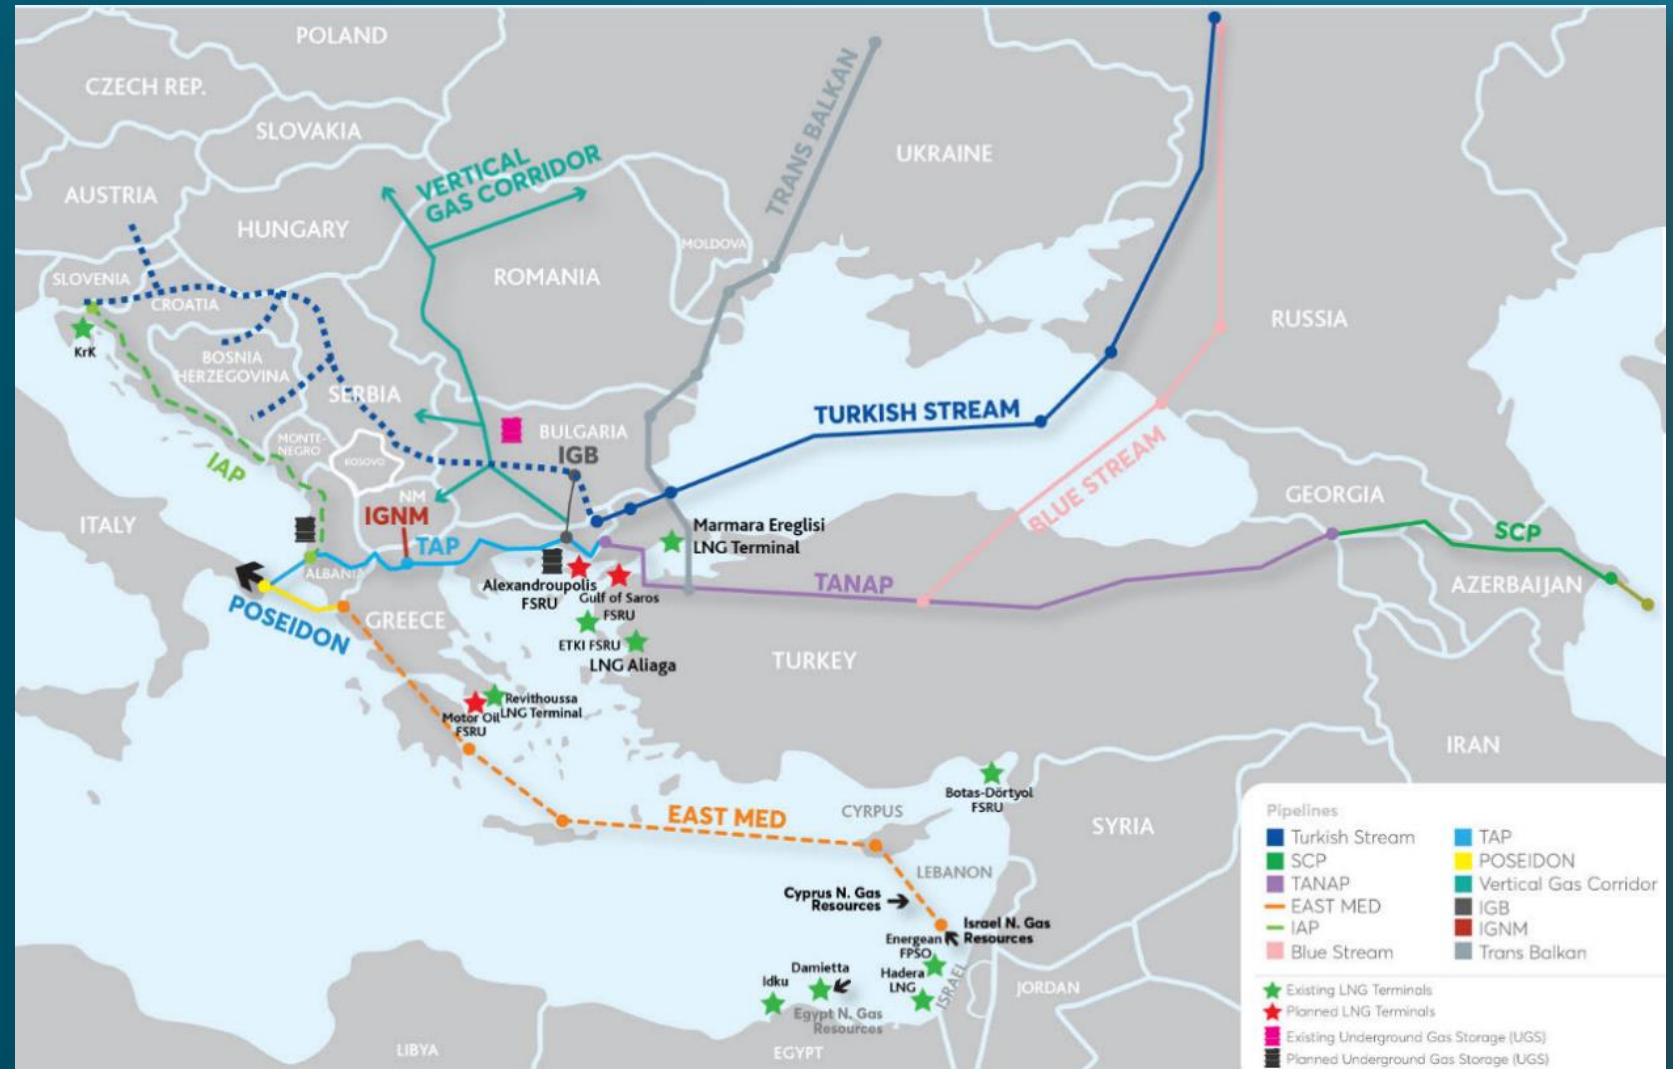 POLAND
CZECH REP.
SLOVAKIA
AUSTRIA
HUNGARY
VERTICAL
GAS CORRIDOR
TRANS BALKAN
UKRAINE
MOLDOVA
SLOVENIA
CROATIA
ROMANIA
RUSSIA
KrK
BOSNIA
HERZEGOVINA
SERBIA
TURKISH STREAM
BULGARIA
IGB
MONTE-
NEGRO
KOSOVO
IAP
BLUE STREAM
NM
IGNM
GEORGIA
ITALY
TAP
Marmara Ereglisi
LNG Terminal
SCP
ALBANIA
TANAP
AZERBAIJAN
Alexandroupolis
FSRU
Gulf of Saros
FSRU
POSEIDON
GREECE
ETKI FSRU
LNG Aliaga
TURKEY
Revithoussa
LNG Terminal
Motor Oil
FSRU
IRAN
Botas-Dörtyol
FSRU
EAST MED
CYRPUS
SYRIA
LEBANON
Cyprus N. Gas
Resources
Israel N. Gas
Resources
Energean
FPSO
Hadera
LNG
ISRAEL
Damietta
Idku
Egypt N. Gas
Resources
JORDAN
LIBYA
EGYPT
Pipelines
Turkish Stream
SCP
TANAP
EAST MED
IAP
Blue Stream
TAP
POSEIDON
Vertical Gas Corridor
IGB
IGNM
Trans Balkan
Existing LNG Terminals
Planned LNG Terminals
Existing Underground Gas Storage (UGS)
Planned Underground Gas Storage (UGS)